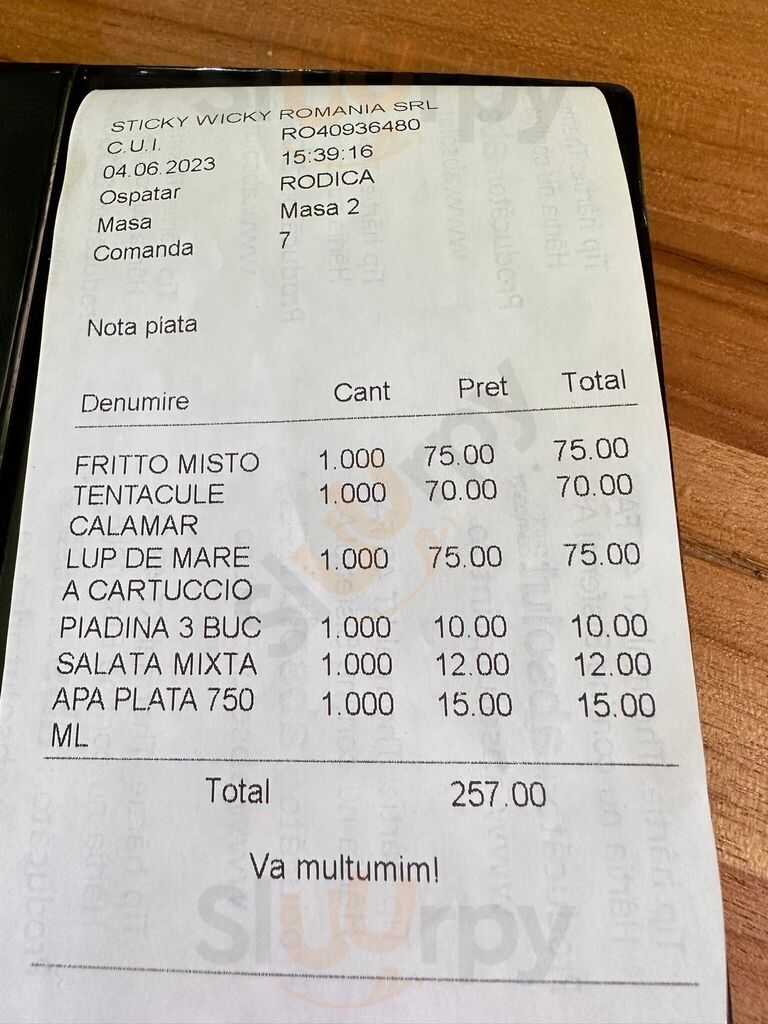 STICKY WICKY ROMANIA SRL
C.U.I. RO40936480
04.06.2023 15:39:16
Ospatar RODICA
Masa Masa 2
Comanda 7
Nota piata
Denumire Cant Pret Total
FRITTO MISTO 1.000 75.00 75.00
TENTACULE 1.000 70.00 70.00
CALAMAR
LUP DE MARE 1.000 75.00 75.00
A CARTUCCIO
PIADINA 3 BUC 1.000 10.00 10.00
SALATA MIXTA 1.000 12.00 12.00
APA PLATA 750 1.000 15.00 15.00
ML
Total 257.00
Va multumim!
Sluurpy